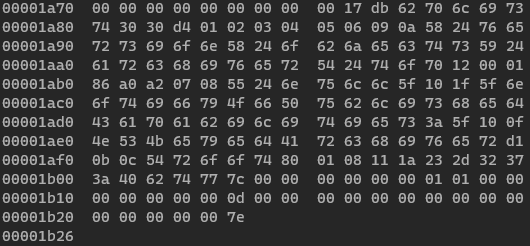 00001a70 00 00 00 00 00 00 00 00 00 17 db 62 70 6c 69 73
00001a80 74 30 30 d4 01 02 03 04 05 06 09 0a 58 24 76 65
00001a90 72 73 69 6f 6e 58 24 6f 62 6a 65 63 74 73 59 24
00001aa0 61 72 63 68 69 76 65 72 54 24 74 6f 70 12 00 01
00001ab0 86 a0 a2 07 08 55 24 6e 75 6c 6c 5f 10 1f 5f 6e
00001ac0 6f 74 69 66 79 4f 66 50 75 62 6c 69 73 68 65 64
00001ad0 43 61 70 61 62 69 6c 69 74 69 65 73 3a 5f 10 0f
00001ae0 4e 53 4b 65 79 65 64 41 72 63 68 69 76 65 72 d1
00001af0 0b 0c 54 72 6f 6f 74 80 01 08 11 1a 23 2d 32 37
00001b00 3a 40 62 74 77 7c 00 00 00 00 00 00 01 01 00 00
00001b10 00 00 00 00 00 0d 00 00 00 00 00 00 00 00 00 00
00001b20 00 00 00 00 00 7e
00001b26